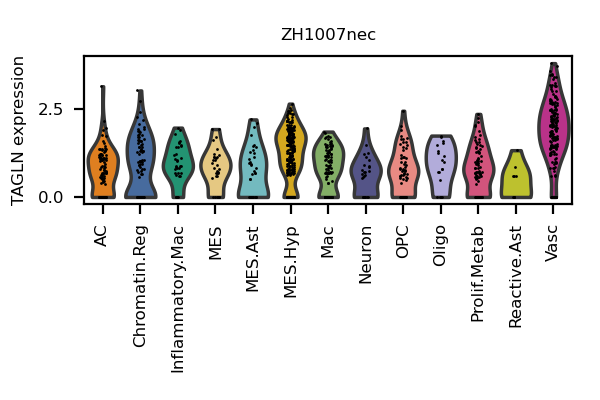 ZH1007nec
TAGLN expression
2.5
0.0
AC
Chromatin.Reg
Inflammatory.Mac
MES
MES.Ast
MES.Hyp
Mac
Neuron
OPC
Oligo
Prolif.Metab
Reactive.Ast
Vasc